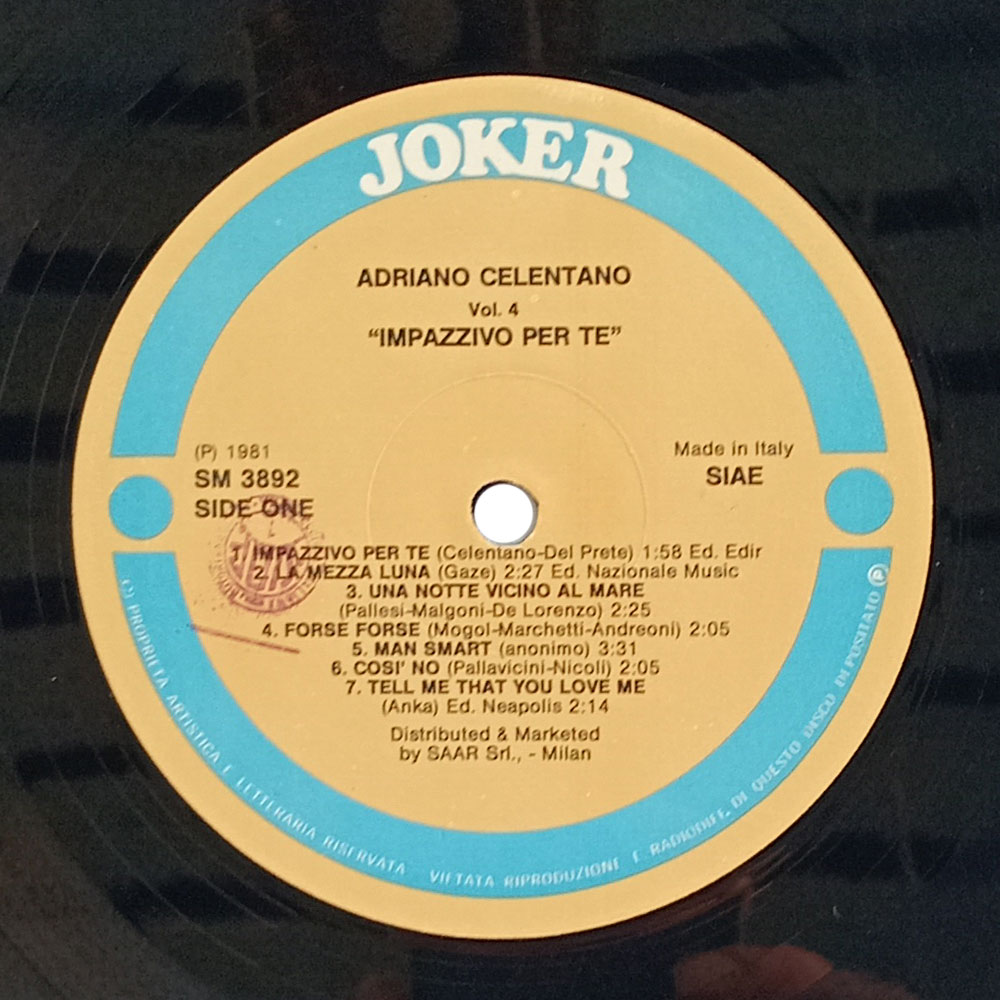 JOKER
ADRIANO CELENTANO
Vol. 4
"IMPAZZIVO PER TE"
(P) 1981
SM 3892
SIDE ONE
Made in Italy
SIAE
1. IMPAZZIVO PER TE (Celentano-Del Prete) 1:58 Ed. Edir
2. LA MEZZA LUNA (Gaze) 2:27 Ed. Nazionale Music
3. UNA NOTTE VICINO AL MARE
(Pallesi-Malgoni-De Lorenzo) 2:25
4. FORSE FORSE (Mogol-Marchetti-Andreoni) 2:05
5. MAN SMART (anonimo) 3:31
6. COSI' NO (Pallavicini-Nicoli) 2:05
7. TELL ME THAT YOU LOVE ME
(Anka) Ed. Neapolis 2:14
Distributed & Marketed
by SAAR Srl., - Milan
PROPRIETÀ ARTISTICA E LETTERARIA RISERVATA VIETATA RIPRODUZIONE E RADIODIFF. DI QUESTO DISCO DEPOSITATO Ⓟ